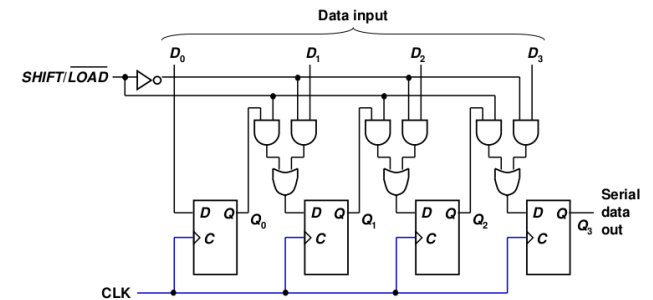 Data input
D0 D1 D2 D3
SHIFT/LOAD
D Q Q0 D Q Q1 D Q Q2 D Q Q3
C C C C
Serial
data
out
CLK